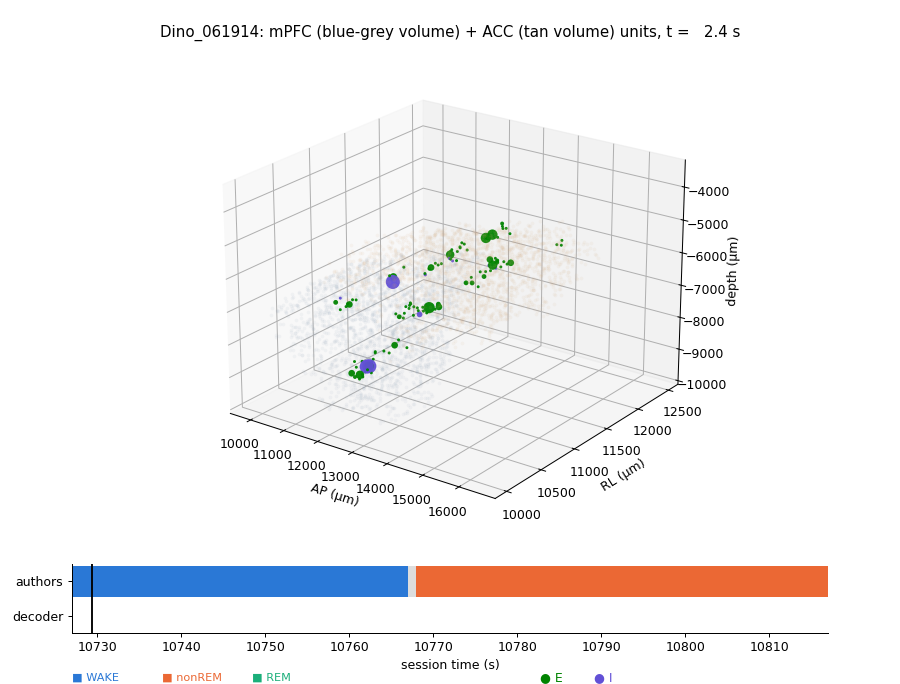 Dino_061914: mPFC (blue-grey volume) + ACC (tan volume) units, t =   2.4 s
−4000
−5000
−6000
−7000
−8000
−9000
−10000
depth (μm)
10000
11000
12000
13000
14000
15000
16000
AP (μm)
10000
10500
11000
11500
12000
12500
RL (μm)
authors
decoder
10730
10740
10750
10760
10770
10780
10790
10800
10810
session time (s)
WAKE
nonREM
REM
E
I